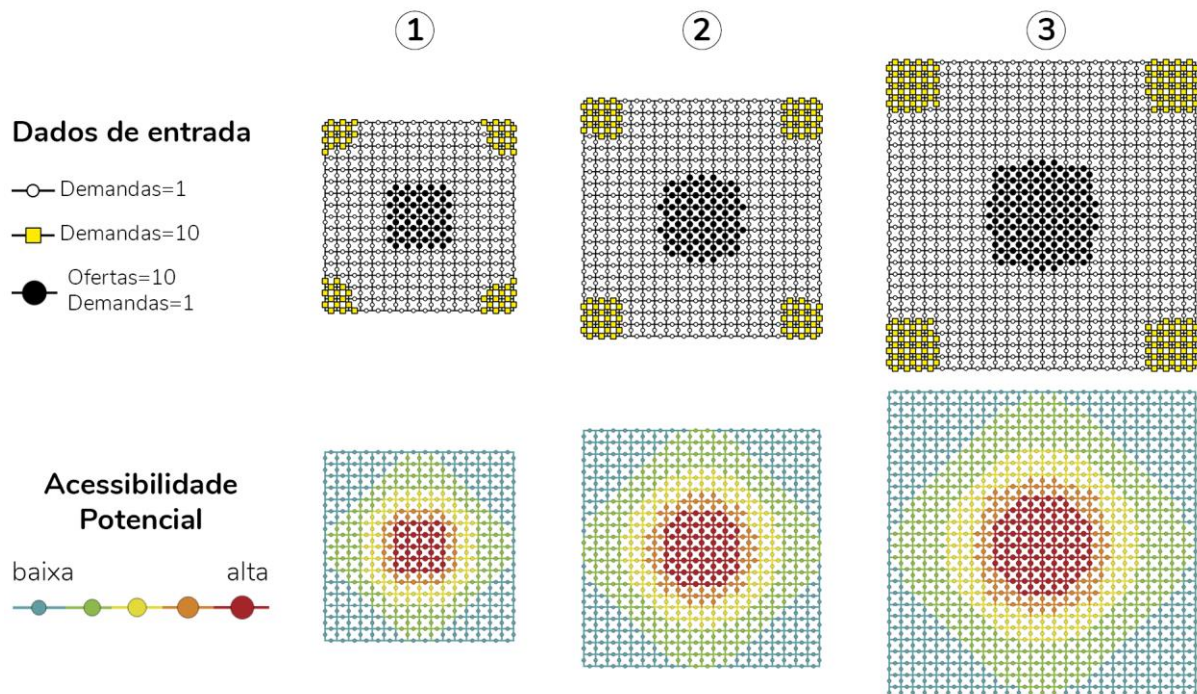 1
2
3
Dados de entrada
Demandas=1
Demandas=10
Ofertas=10
Demandas=1
Acessibilidade
Potencial
baixa
alta